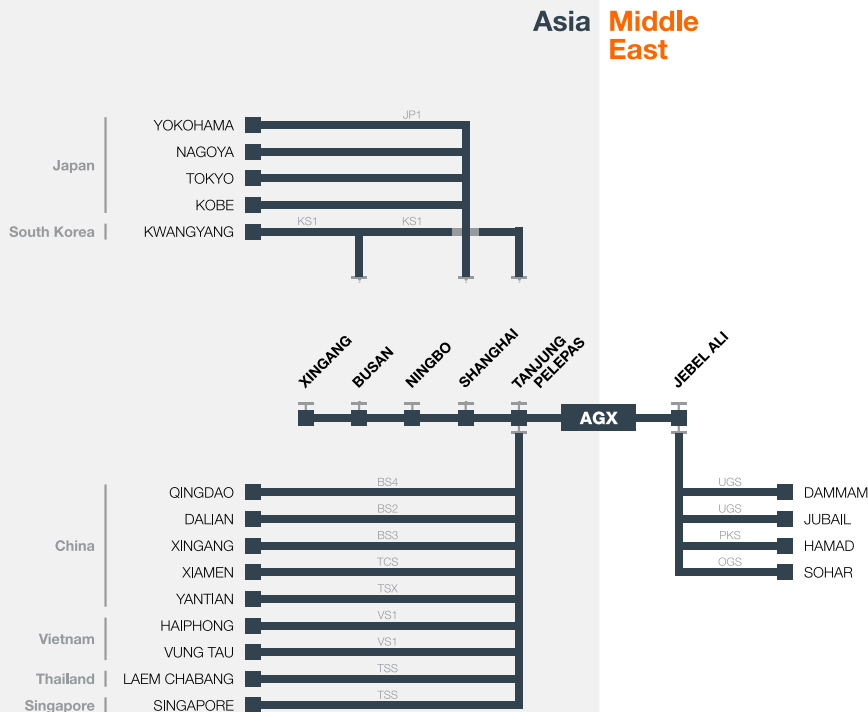 Asia
Middle
East
JP1
YOKOHAMA
NAGOYA
Japan
TOKYO
KOBE
KS1
KS1
South Korea
KWANGYANG
XINGANG
BUSAN
NINGBO
SHANGHAI
TANJUNG
PELEPAS
JEBEL ALI
AGX
BS4
QINGDAO
BS2
DALIAN
BS3
China
XINGANG
TCS
XIAMEN
TSX
YANTIAN
VS1
HAIPHONG
Vietnam
VS1
VUNG TAU
TSS
Thailand
LAEM CHABANG
TSS
Singapore
SINGAPORE
UGS
DAMMAM
UGS
JUBAIL
PKS
HAMAD
OGS
SOHAR